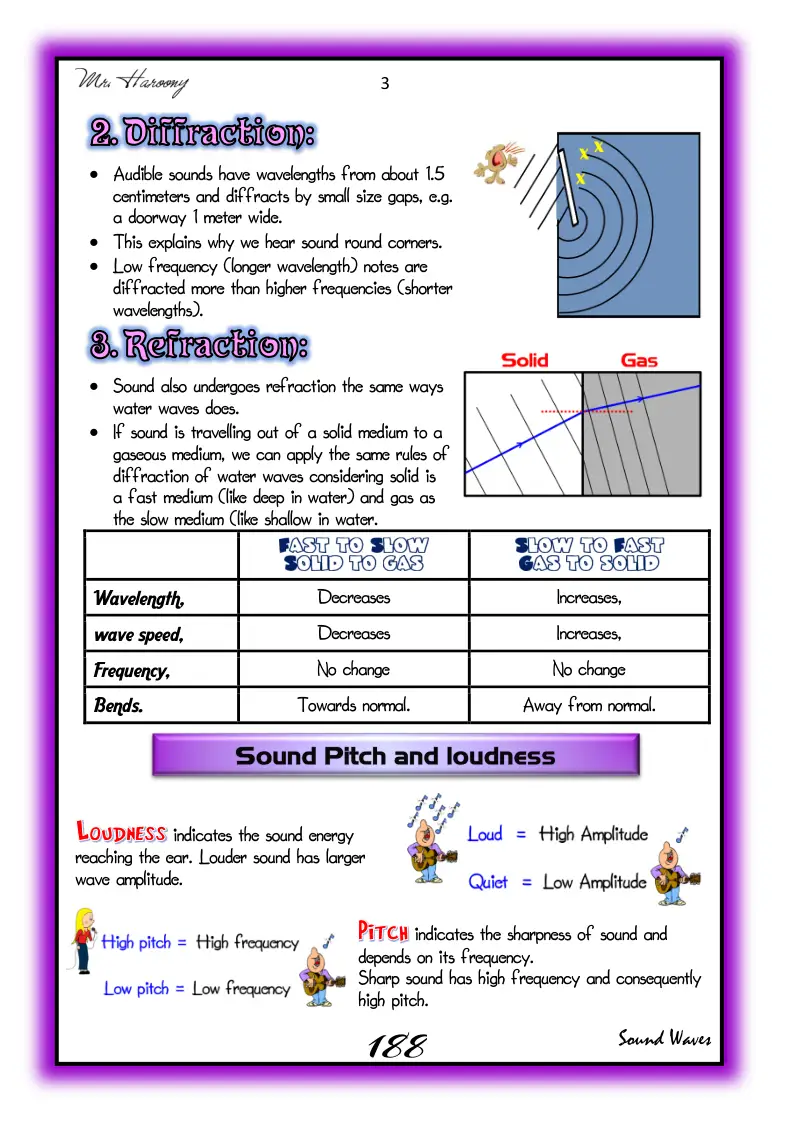 Mr. Haroony
3
2. Diffraction:
• Audible sounds have wavelengths from about 1.5
centimeters and diffracts by small size gaps, e.g.
a doorway 1 meter wide.
• This explains why we hear sound round corners.
• Low frequency (longer wavelength) notes are
diffracted more than higher frequencies (shorter
wavelengths).
X X
X
3. Refraction:
• Sound also undergoes refraction the same ways
water waves does.
• If sound is travelling out of a solid medium to a
gaseous medium, we can apply the same rules of
diffraction of water waves considering solid is
a fast medium (like deep in water) and gas as
the slow medium (like shallow in water.
Solid Gas
Fast to Slow Slow to Fast
Solid to gas Gas to solid
Wavelength, Decreases Increases,
wave speed, Decreases Increases,
Frequency, No change No change
Bends. Towards normal. Away from normal.
Sound Pitch and loudness
Loudness indicates the sound energy
reaching the ear. Louder sound has larger
wave amplitude.
Loud = High Amplitude
Quiet = Low Amplitude
High pitch = High frequency
Low pitch = Low frequency
Pitch indicates the sharpness of sound and
depends on its frequency.
Sharp sound has high frequency and consequently
high pitch.
188
Sound Waves